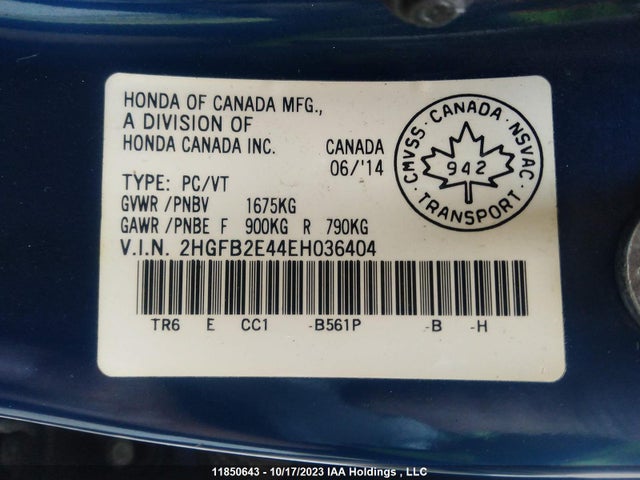 HONDA OF CANADA MFG.,
A DIVISION OF
HONDA CANADA INC. CANADA
06/'14
TYPE: PC/VT
GVWR /PNBV 1675KG
GAWR /PNBE F 900KG R 790KG
V.I.N. 2HGFB2E44EH036404
TR6 E CC1 -B561P -B -H
CMVSS · CANADA · NSVAC
942
· TRANSPORT ·
11850643 - 10/17/2023 IAA Holdings , LLC